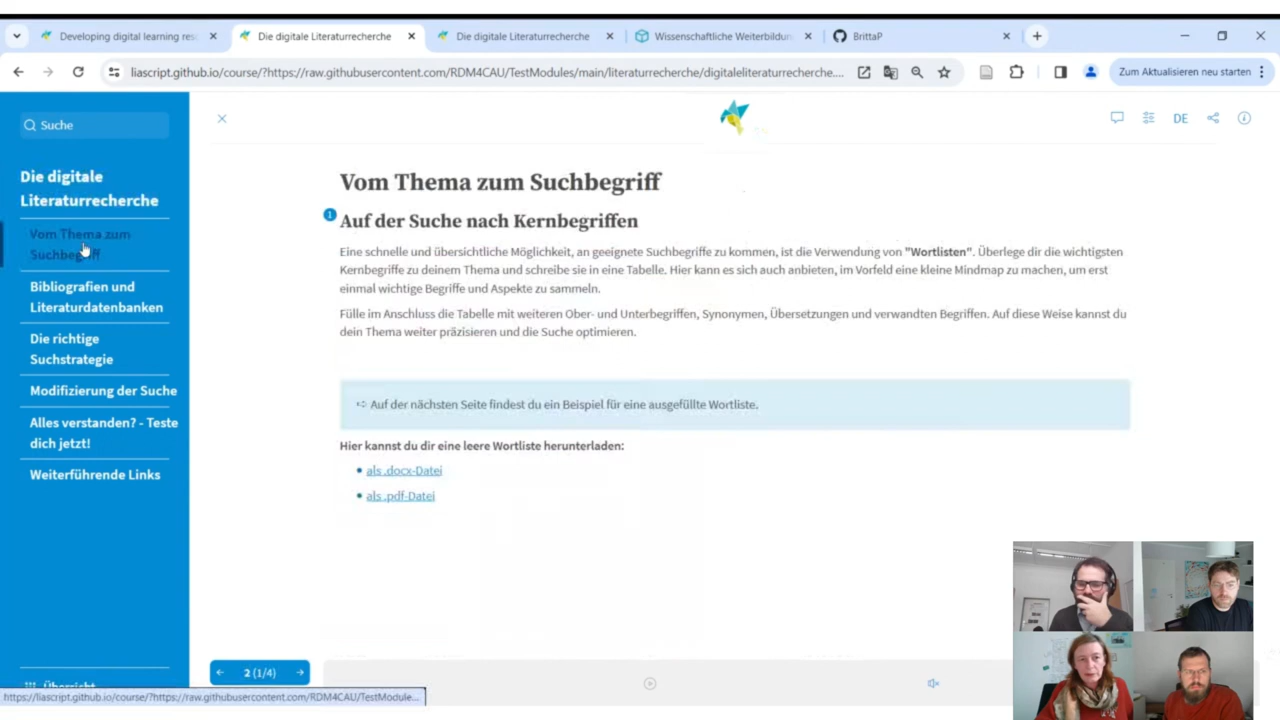 Developing digital learning res
Die digitale Literaturrecherche
Die digitale Literaturrecherche
Wissenschaftliche Weiterbildun
BrittaP
liascript.github.io/course/?https://raw.githubusercontent.com/RDM4CAU/TestModules/main/literaturrecherche/digitaleliteraturrecherche....
Zum Aktualisieren neu starten
Suche
DE
Die digitale
Literaturrecherche
Vom Thema zum
Suchbegriff
Bibliografien und
Literaturdatenbanken
Die richtige
Suchstrategie
Modifizierung der Suche
Alles verstanden? - Teste
dich jetzt!
Weiterführende Links
Übersicht
Vom Thema zum Suchbegriff
1
Auf der Suche nach Kernbegriffen
Eine schnelle und übersichtliche Möglichkeit, an geeignete Suchbegriffe zu kommen, ist die Verwendung von "Wortlisten". Überlege dir die wichtigsten
Kernbegriffe zu deinem Thema und schreibe sie in eine Tabelle. Hier kann es sich auch anbieten, im Vorfeld eine kleine Mindmap zu machen, um erst
einmal wichtige Begriffe und Aspekte zu sammeln.
Fülle im Anschluss die Tabelle mit weiteren Ober- und Unterbegriffen, Synonymen, Übersetzungen und verwandten Begriffen. Auf diese Weise kannst du
dein Thema weiter präzisieren und die Suche optimieren.
➪ Auf der nächsten Seite findest du ein Beispiel für eine ausgefüllte Wortliste.
Hier kannst du dir eine leere Wortliste herunterladen:
• als .docx-Datei
• als .pdf-Datei
← 2 (1/4) →
https://liascript.github.io/course/?https://raw.githubusercontent.com/RDM4CAU/TestModule...